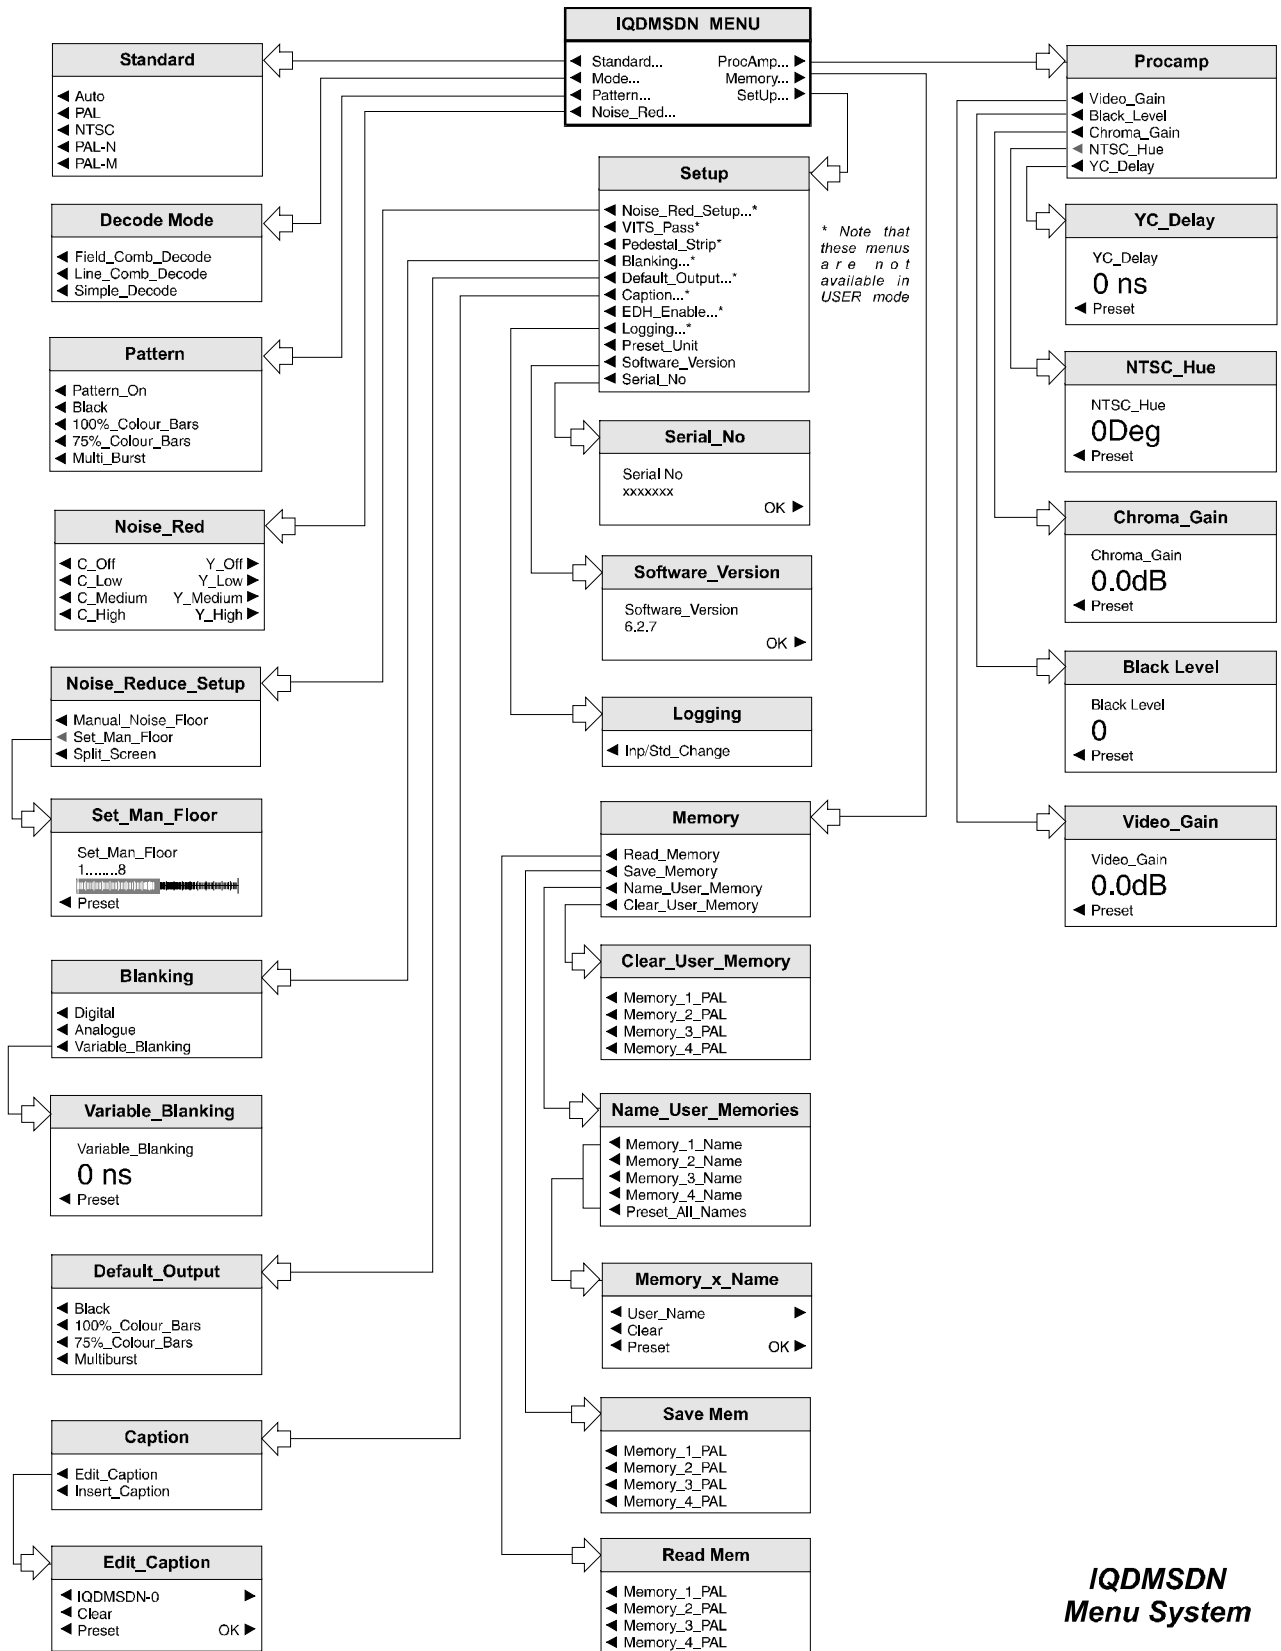 IQDMSDN MENU
Standard... ProcAmp...
Mode... Memory...
Pattern... SetUp...
Noise_Red...
Standard
Auto
PAL
NTSC
PAL-N
PAL-M
Decode Mode
Field_Comb_Decode
Line_Comb_Decode
Simple_Decode
Pattern
Pattern_On
Black
100%_Colour_Bars
75%_Colour_Bars
Multi_Burst
Noise_Red
C_Off Y_Off
C_Low Y_Low
C_Medium Y_Medium
C_High Y_High
Noise_Reduce_Setup
Manual_Noise_Floor
Set_Man_Floor
Split_Screen
Set_Man_Floor
Set_Man_Floor
1........8
Preset
Blanking
Digital
Analogue
Variable_Blanking
Variable_Blanking
Variable_Blanking
0 ns
Preset
Default_Output
Black
100%_Colour_Bars
75%_Colour_Bars
Multiburst
Caption
Edit_Caption
Insert_Caption
Edit_Caption
IQDMSDN-0
Clear
Preset OK
Setup
Noise_Red_Setup...*
VITS_Pass*
Pedestal_Strip*
Blanking...*
Default_Output...*
Caption...*
EDH_Enable...*
Logging...*
Preset_Unit
Software_Version
Serial_No
* Note that
these menus
are not
available in
USER mode
Serial_No
Serial No
xxxxxxx
OK
Software_Version
Software_Version
6.2.7
OK
Logging
Inp/Std_Change
Memory
Read_Memory
Save_Memory
Name_User_Memory
Clear_User_Memory
Clear_User_Memory
Memory_1_PAL
Memory_2_PAL
Memory_3_PAL
Memory_4_PAL
Name_User_Memories
Memory_1_Name
Memory_2_Name
Memory_3_Name
Memory_4_Name
Preset_All_Names
Memory_x_Name
User_Name
Clear
Preset OK
Save Mem
Memory_1_PAL
Memory_2_PAL
Memory_3_PAL
Memory_4_PAL
Read Mem
Memory_1_PAL
Memory_2_PAL
Memory_3_PAL
Memory_4_PAL
Procamp
Video_Gain
Black_Level
Chroma_Gain
NTSC_Hue
YC_Delay
YC_Delay
YC_Delay
0 ns
Preset
NTSC_Hue
NTSC_Hue
0Deg
Preset
Chroma_Gain
Chroma_Gain
0.0dB
Preset
Black Level
Black Level
0
Preset
Video_Gain
Video_Gain
0.0dB
Preset
IQDMSDN
Menu System